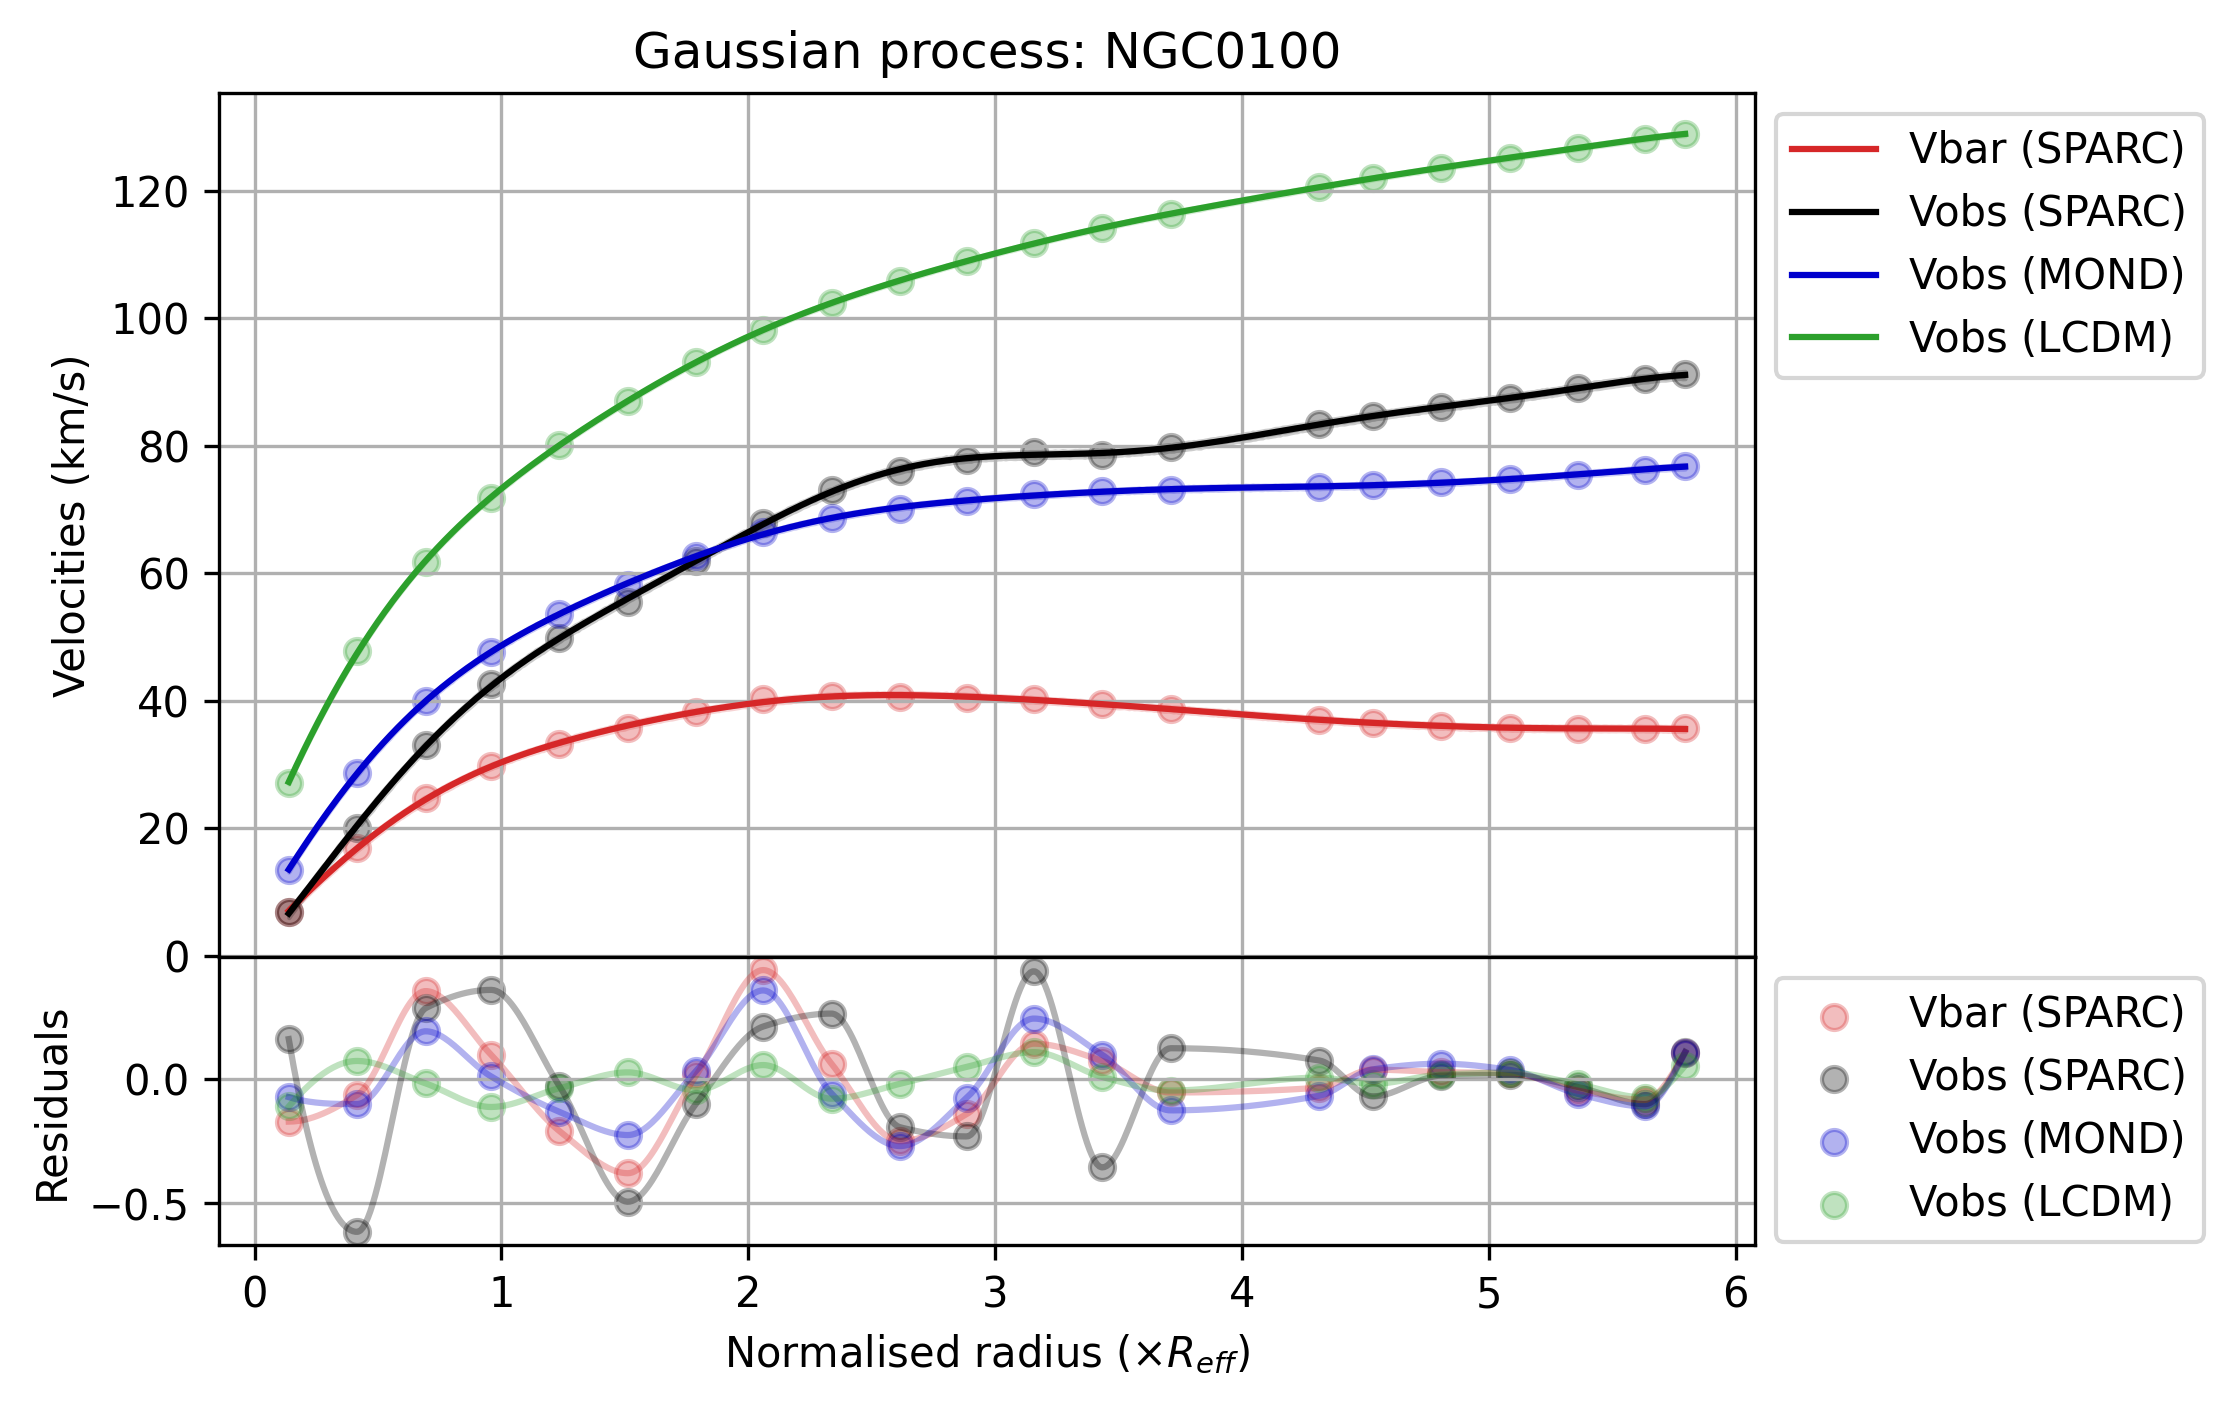 Gaussian process: NGC0100
Velocities (km/s)
120
100
80
60
40
20
0
Vbar (SPARC)
Vobs (SPARC)
Vobs (MOND)
Vobs (LCDM)
Residuals
0.0
−0.5
Vbar (SPARC)
Vobs (SPARC)
Vobs (MOND)
Vobs (LCDM)
0 1 2 3 4 5 6
Normalised radius (×R_eff)